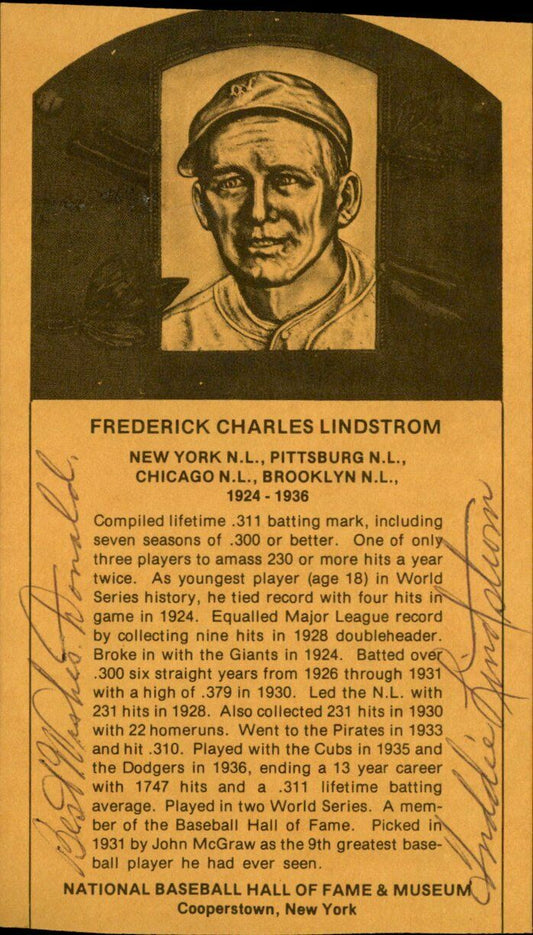 NY
FREDERICK CHARLES LINDSTROM
NEW YORK N.L., PITTSBURG N.L.,
CHICAGO N.L., BROOKLYN N.L.,
1924 - 1936
Compiled lifetime .311 batting mark, including
seven seasons of .300 or better. One of only
three players to amass 230 or more hits a year
twice. As youngest player (age 18) in World
Series history, he tied record with four hits in
game in 1924. Equalled Major League record
by collecting nine hits in 1928 doubleheader.
Broke in with the Giants in 1924. Batted over
.300 six straight years from 1926 through 1931
with a high of .379 in 1930. Led the N.L. with
231 hits in 1928. Also collected 231 hits in 1930
with 22 homeruns. Went to the Pirates in 1933
and hit .310. Played with the Cubs in 1935 and
the Dodgers in 1936, ending a 13 year career
with 1747 hits and a .311 lifetime batting
average. Played in two World Series. A mem-
ber of the Baseball Hall of Fame. Picked in
1931 by John McGraw as the 9th greatest base-
ball player he had ever seen.
NATIONAL BASEBALL HALL OF FAME & MUSEUM
Cooperstown, New York
Best Wishes Donald.
Freddie Lindstrom